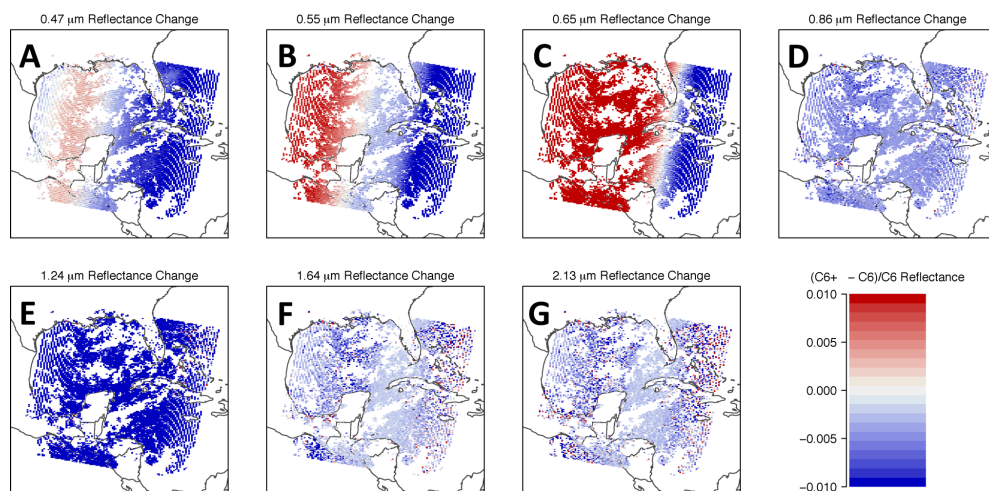 0.47 μm Reflectance Change
0.55 μm Reflectance Change
0.65 μm Reflectance Change
0.86 μm Reflectance Change
A
B
C
D
1.24 μm Reflectance Change
1.64 μm Reflectance Change
2.13 μm Reflectance Change
(C6+ − C6)/C6 Reflectance
E
F
G
0.010
0.005
0.000
−0.005
−0.010